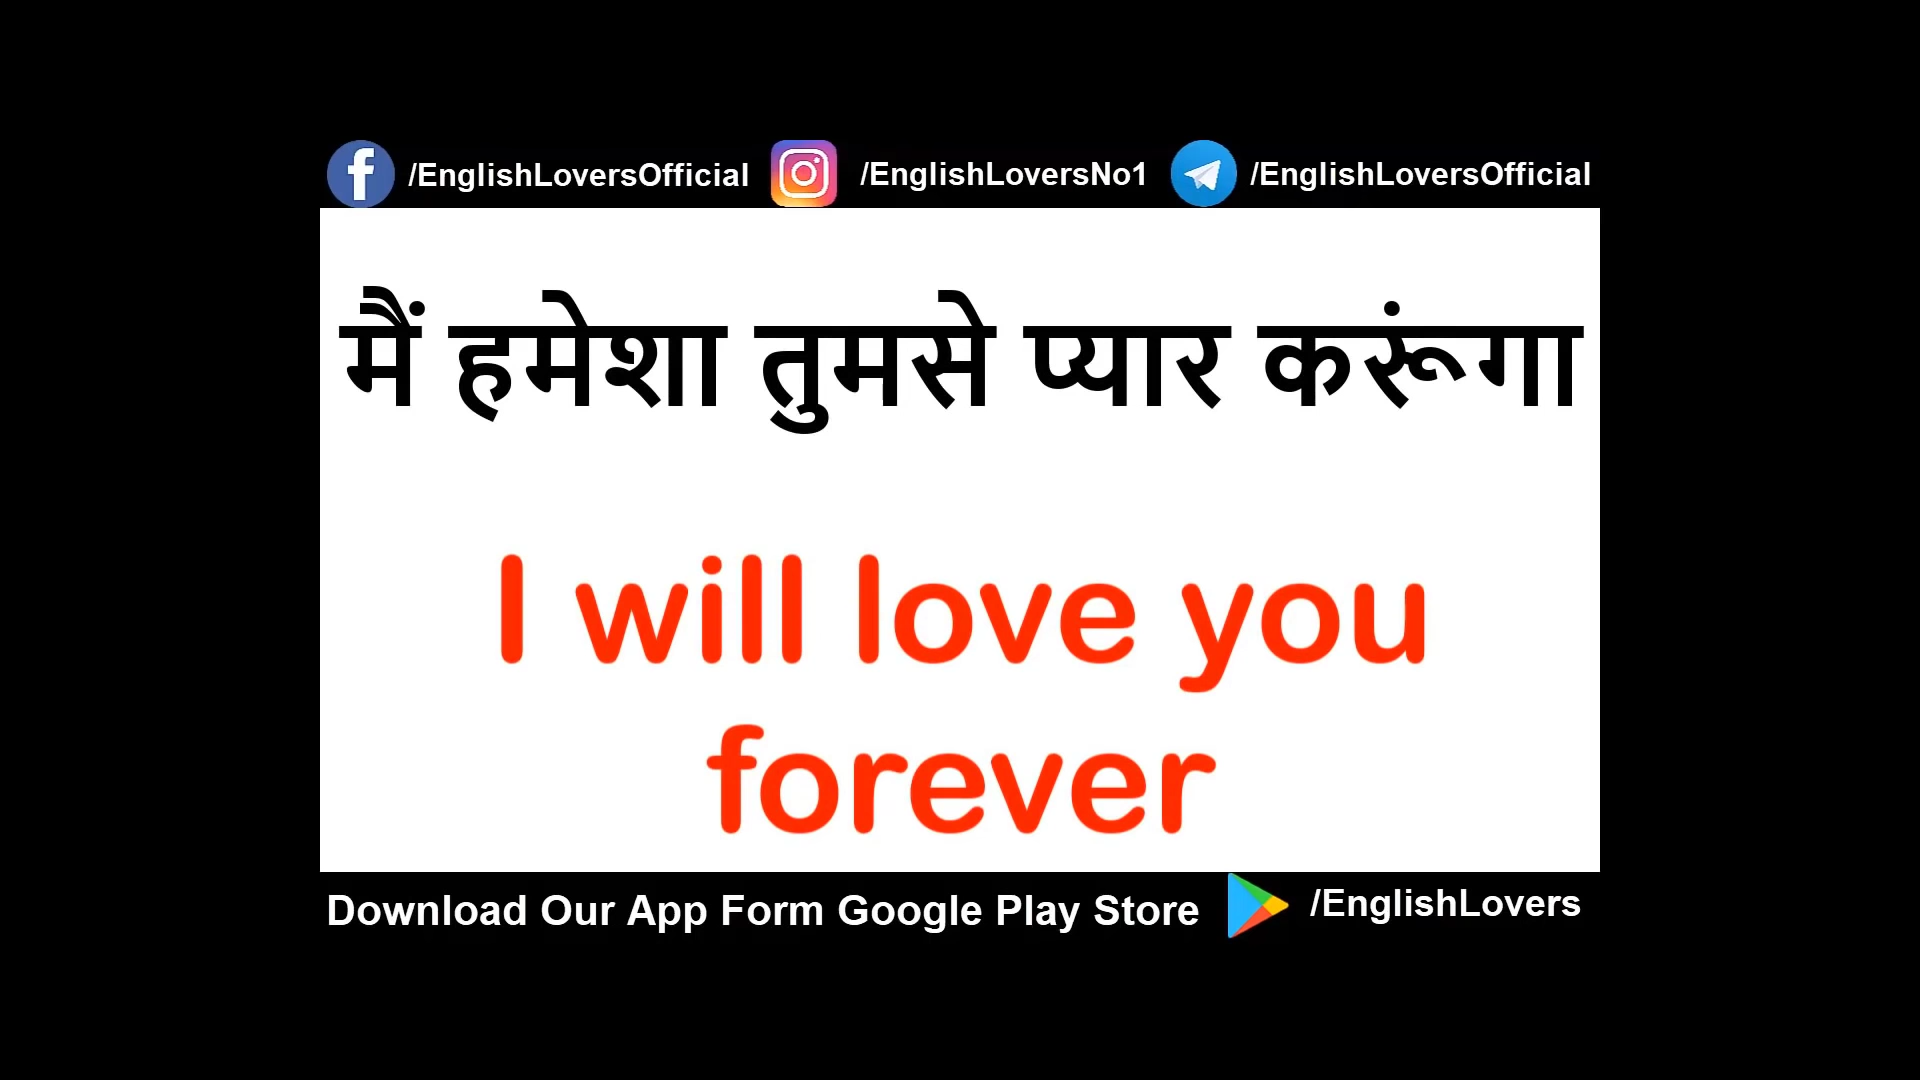 /EnglishLoversOfficial /EnglishLoversNo1 /EnglishLoversOfficial
मैं हमेशा तुमसे प्यार करूंगा
I will love you
forever
Download Our App Form Google Play Store /EnglishLovers